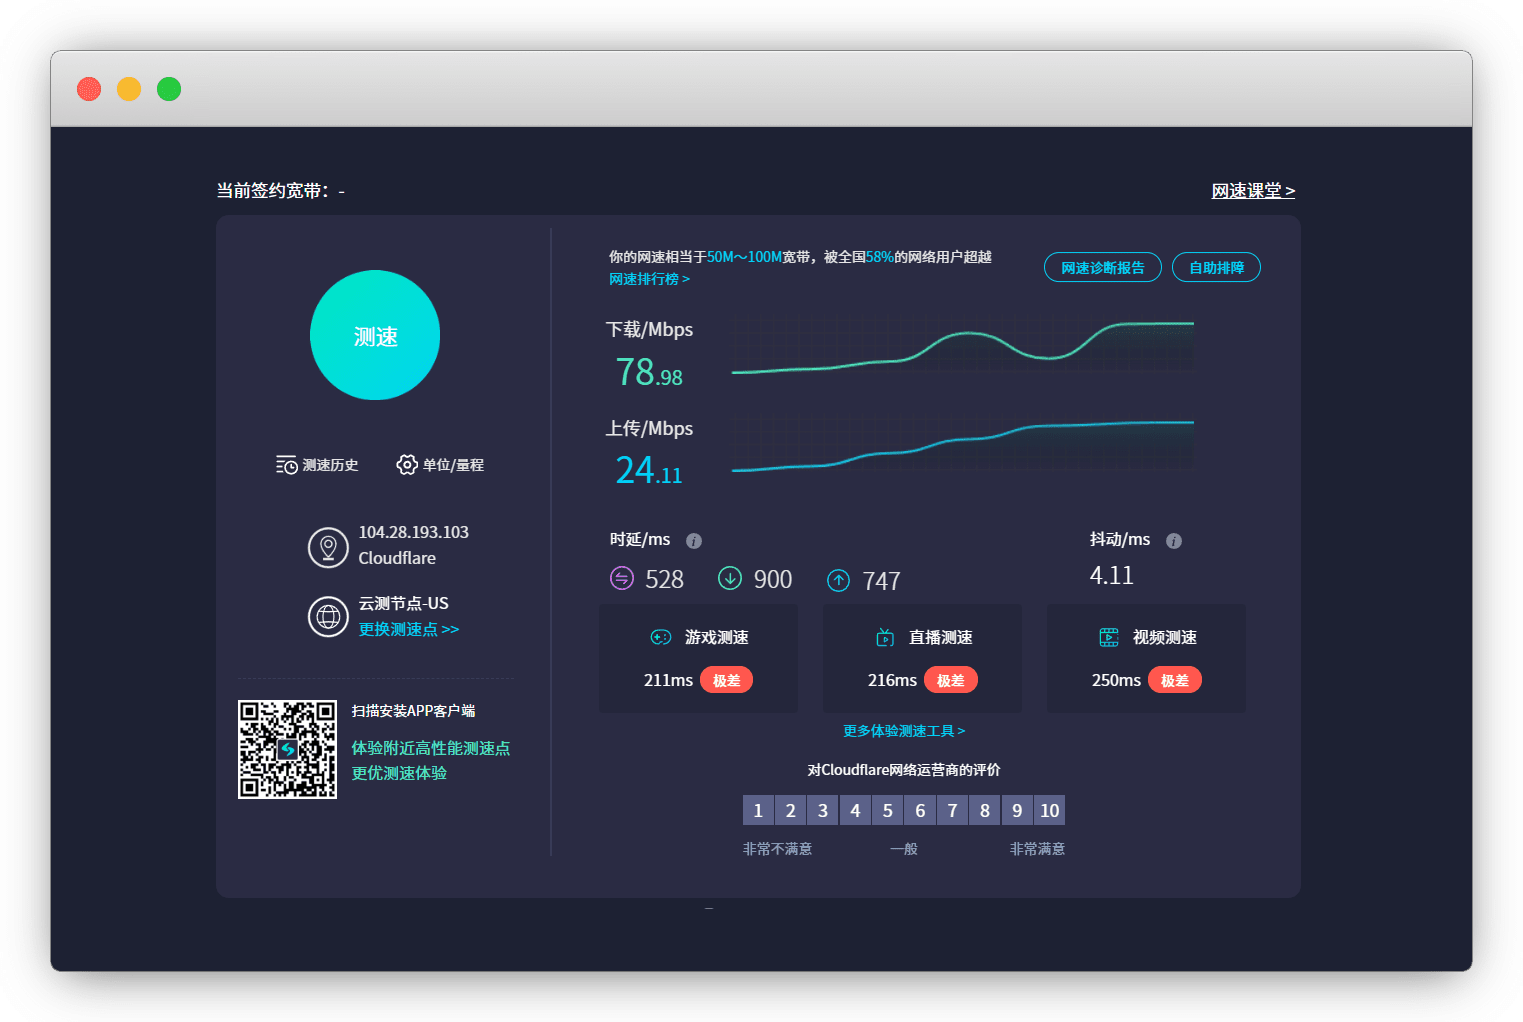 当前签约宽带：-
网速课堂 >
测速
测速历史
单位/量程
104.28.193.103
Cloudflare
云测节点-US
更换测速点 >>
扫描安装APP客户端
体验附近高性能测速点
更优测速体验
你的网速相当于50M～100M宽带，被全国58%的网络用户超越
网速排行榜 >
网速诊断报告
自助排障
下载/Mbps
78.98
上传/Mbps
24.11
时延/ms
抖动/ms
528 900 747
4.11
游戏测速
211ms 极差
直播测速
216ms 极差
视频测速
250ms 极差
更多体验测速工具 >
对Cloudflare网络运营商的评价
1 2 3 4 5 6 7 8 9 10
非常不满意 一般 非常满意